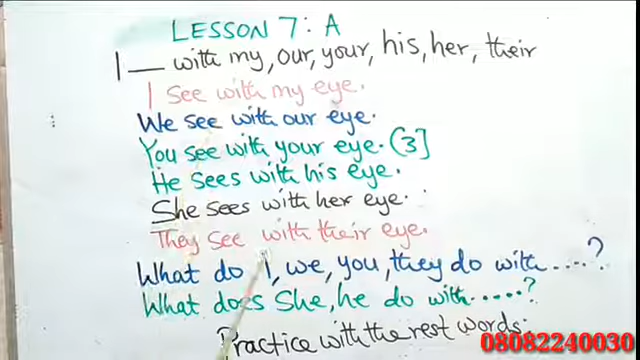 LESSON 7: A
I __ with my, our, your, his, her, their
I see with my eye.
We see with our eye.
You see with your eye. (3]
He sees with his eye.
She sees with her eye.
They see with their eye.
What do I, we, you, they do with....?
What does She, he do with.....?
Practice with the rest words.
08082240030